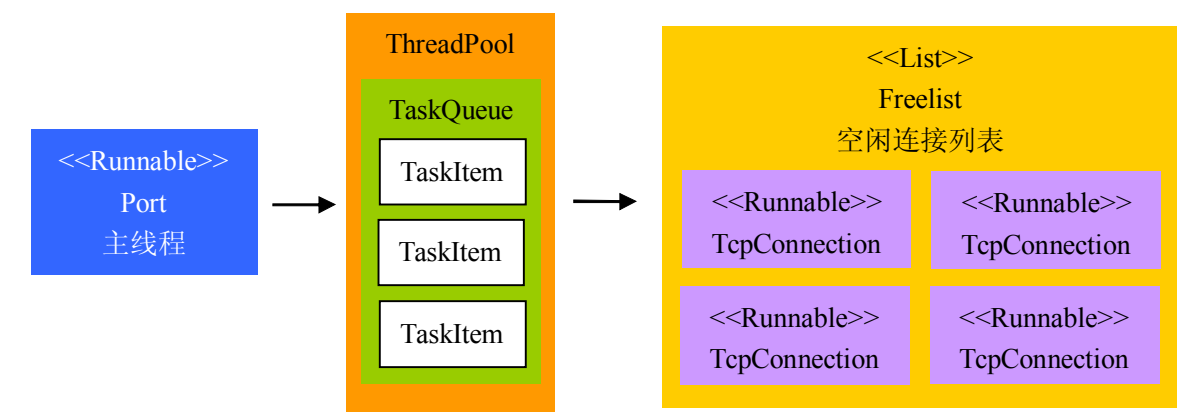 <<Runnable>>
Port
主线程
ThreadPool
TaskQueue
TaskItem
TaskItem
TaskItem
<<List>>
Freelist
空闲连接列表
<<Runnable>>
TcpConnection
<<Runnable>>
TcpConnection
<<Runnable>>
TcpConnection
<<Runnable>>
TcpConnection